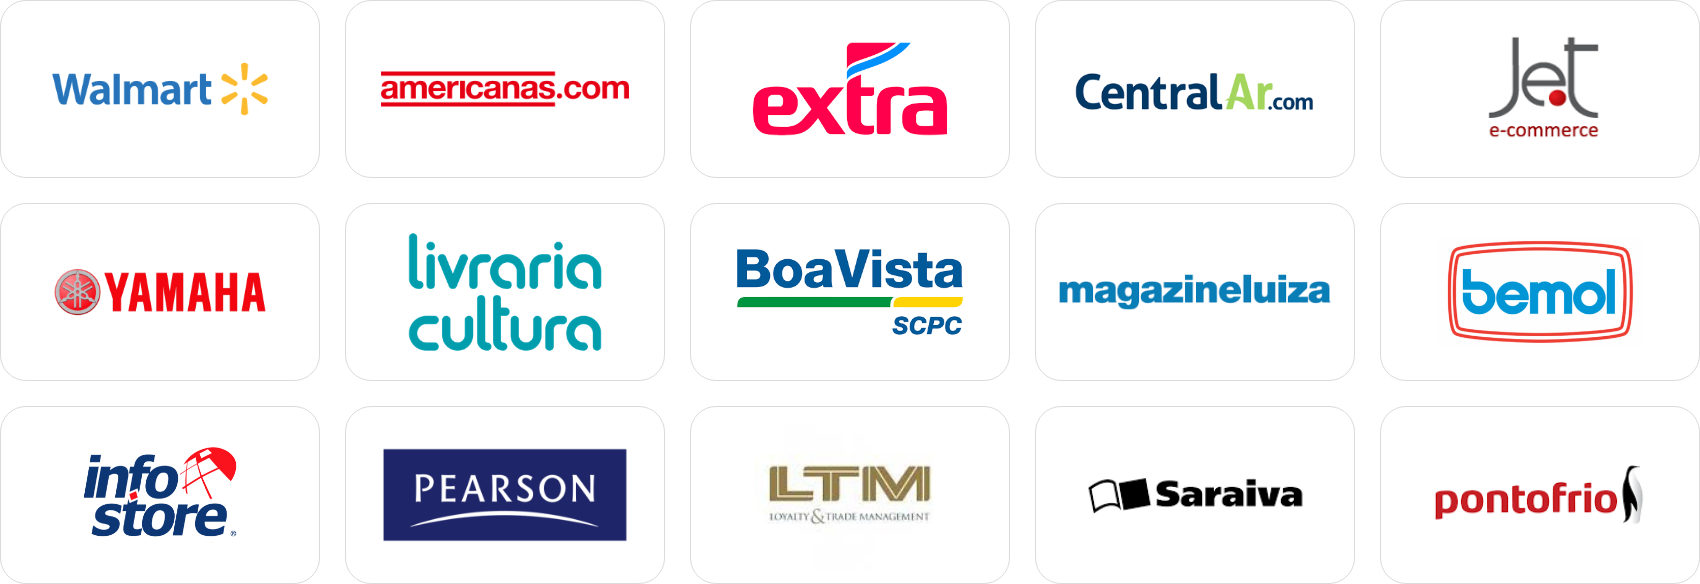 Walmart
americanas.com
extra
CentralAr.com
Jet
e-commerce
YAMAHA
livraria
cultura
BoaVista
SCPC
magazineluiza
bemol
info
store®
PEARSON
LTM
LOYALTY & TRADE MANAGEMENT
Saraiva
pontofrio